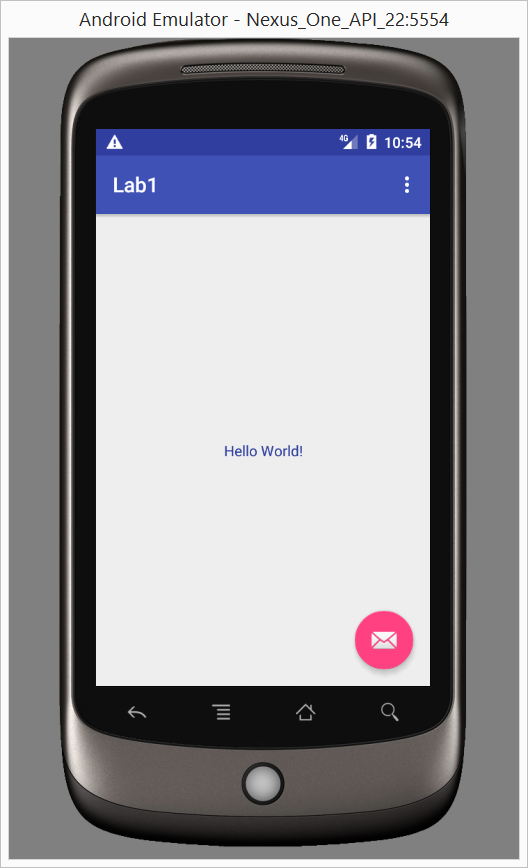 Android Emulator - Nexus_One_API_22:5554
4G 10:54
Lab1
Hello World!